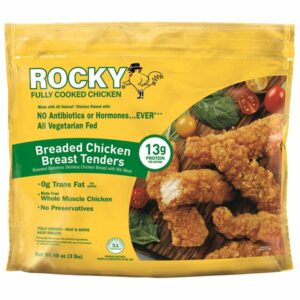 ROCKY
FULLY COOKED CHICKEN
Made with All Natural* Chicken Raised with:
NO Antibiotics or Hormones...EVER***
All Vegetarian Fed
Breaded Chicken
Breast Tenders
13g
PROTEIN
•0g Trans Fat
•Made From
Whole Muscle Chicken
•No Preservatives
FULLY COOKED - HEAT & SERVE
KEEP FROZEN
Net Wt 48 oz (3 lbs)